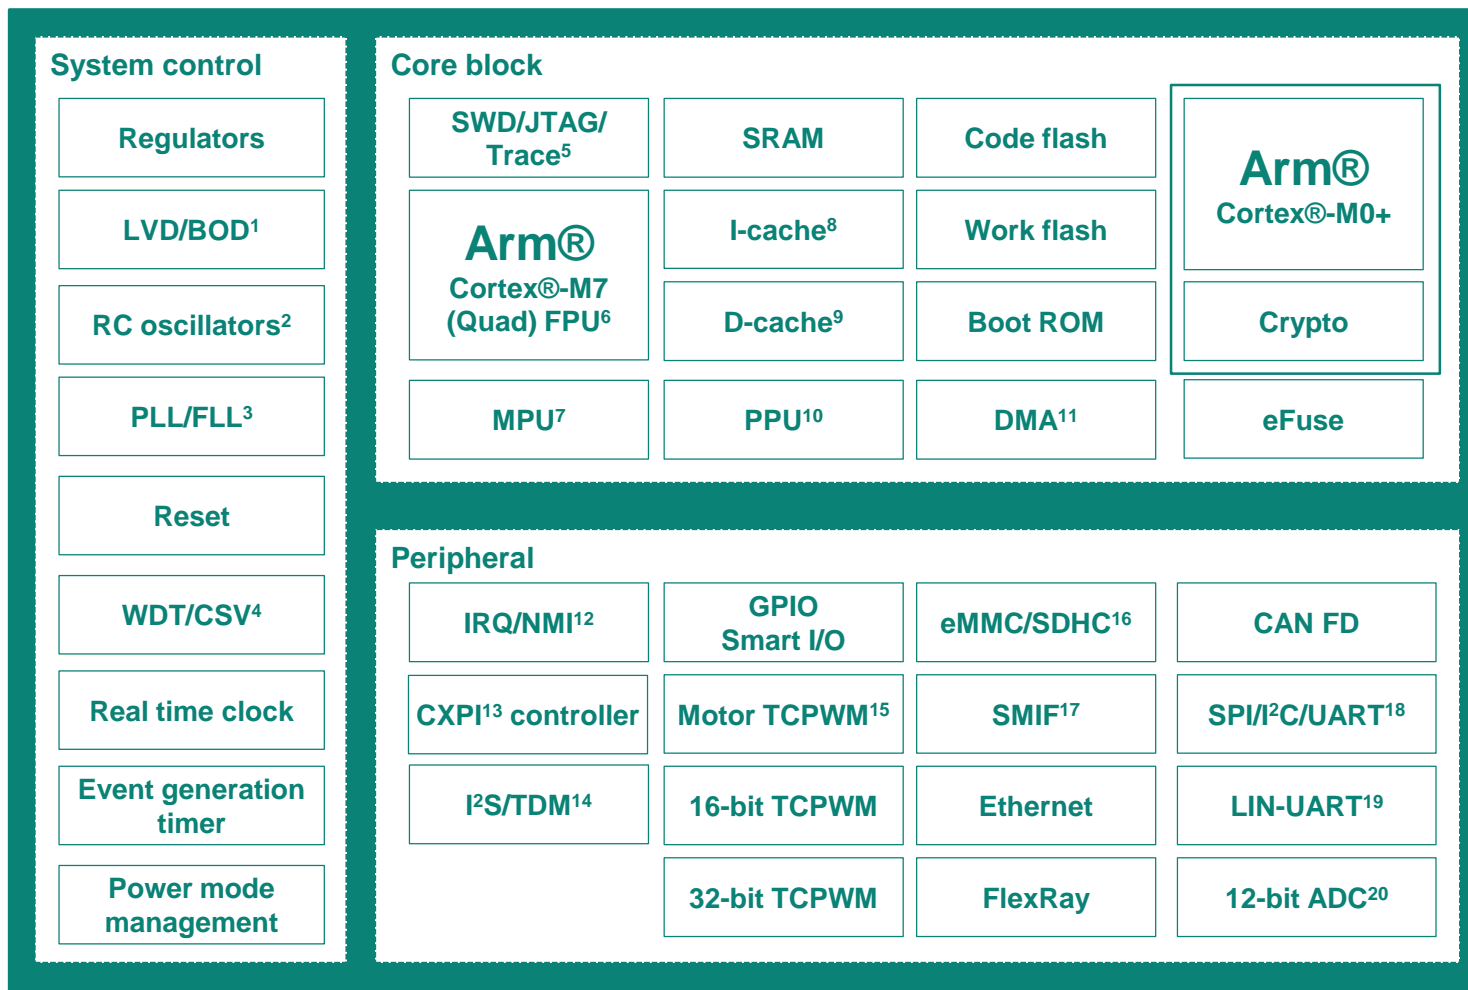 System control
Regulators
LVD/BOD¹
RC oscillators²
PLL/FLL³
Reset
WDT/CSV⁴
Real time clock
Event generation
timer
Power mode
management
Core block
SWD/JTAG/
Trace⁵
SRAM
Code flash
Arm®
Cortex®-M0+
Arm®
Cortex®-M7
(Quad) FPU⁶
I-cache⁸
Work flash
D-cache⁹
Boot ROM
Crypto
MPU⁷
PPU¹⁰
DMA¹¹
eFuse
Peripheral
IRQ/NMI¹²
GPIO
Smart I/O
eMMC/SDHC¹⁶
CAN FD
CXPI¹³ controller
Motor TCPWM¹⁵
SMIF¹⁷
SPI/I²C/UART¹⁸
I²S/TDM¹⁴
16-bit TCPWM
Ethernet
LIN-UART¹⁹
32-bit TCPWM
FlexRay
12-bit ADC²⁰